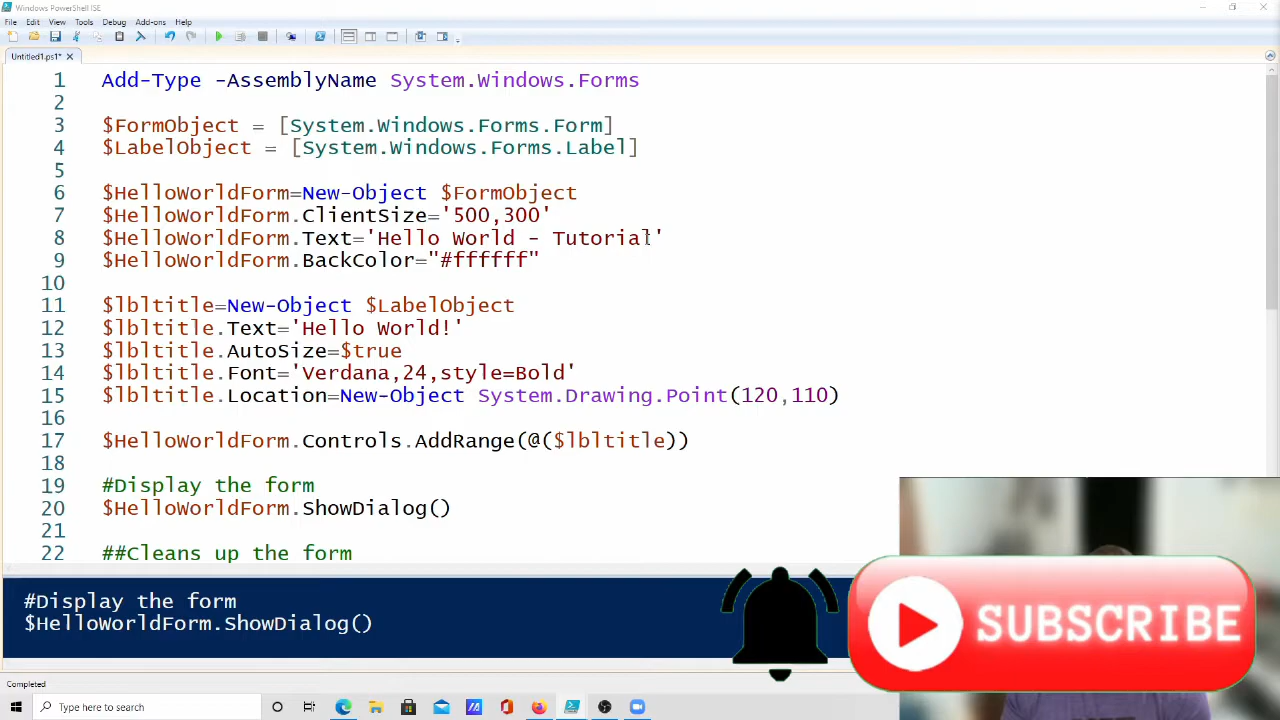 Windows PowerShell ISE
File Edit View Tools Debug Add-ons Help
Untitled1.ps1*
1 Add-Type -AssemblyName System.Windows.Forms
2
3 $FormObject = [System.Windows.Forms.Form]
4 $LabelObject = [System.Windows.Forms.Label]
5
6 $HelloWorldForm=New-Object $FormObject
7 $HelloWorldForm.ClientSize='500,300'
8 $HelloWorldForm.Text='Hello World - Tutorial'
9 $HelloWorldForm.BackColor="#ffffff"
10
11 $lbltitle=New-Object $LabelObject
12 $lbltitle.Text='Hello World!'
13 $lbltitle.AutoSize=$true
14 $lbltitle.Font='Verdana,24,style=Bold'
15 $lbltitle.Location=New-Object System.Drawing.Point(120,110)
16
17 $HelloWorldForm.Controls.AddRange(@($lbltitle))
18
19 #Display the form
20 $HelloWorldForm.ShowDialog()
21
22 ##Cleans up the form
#Display the form
$HelloWorldForm.ShowDialog()
SUBSCRIBE
Completed
Type here to search